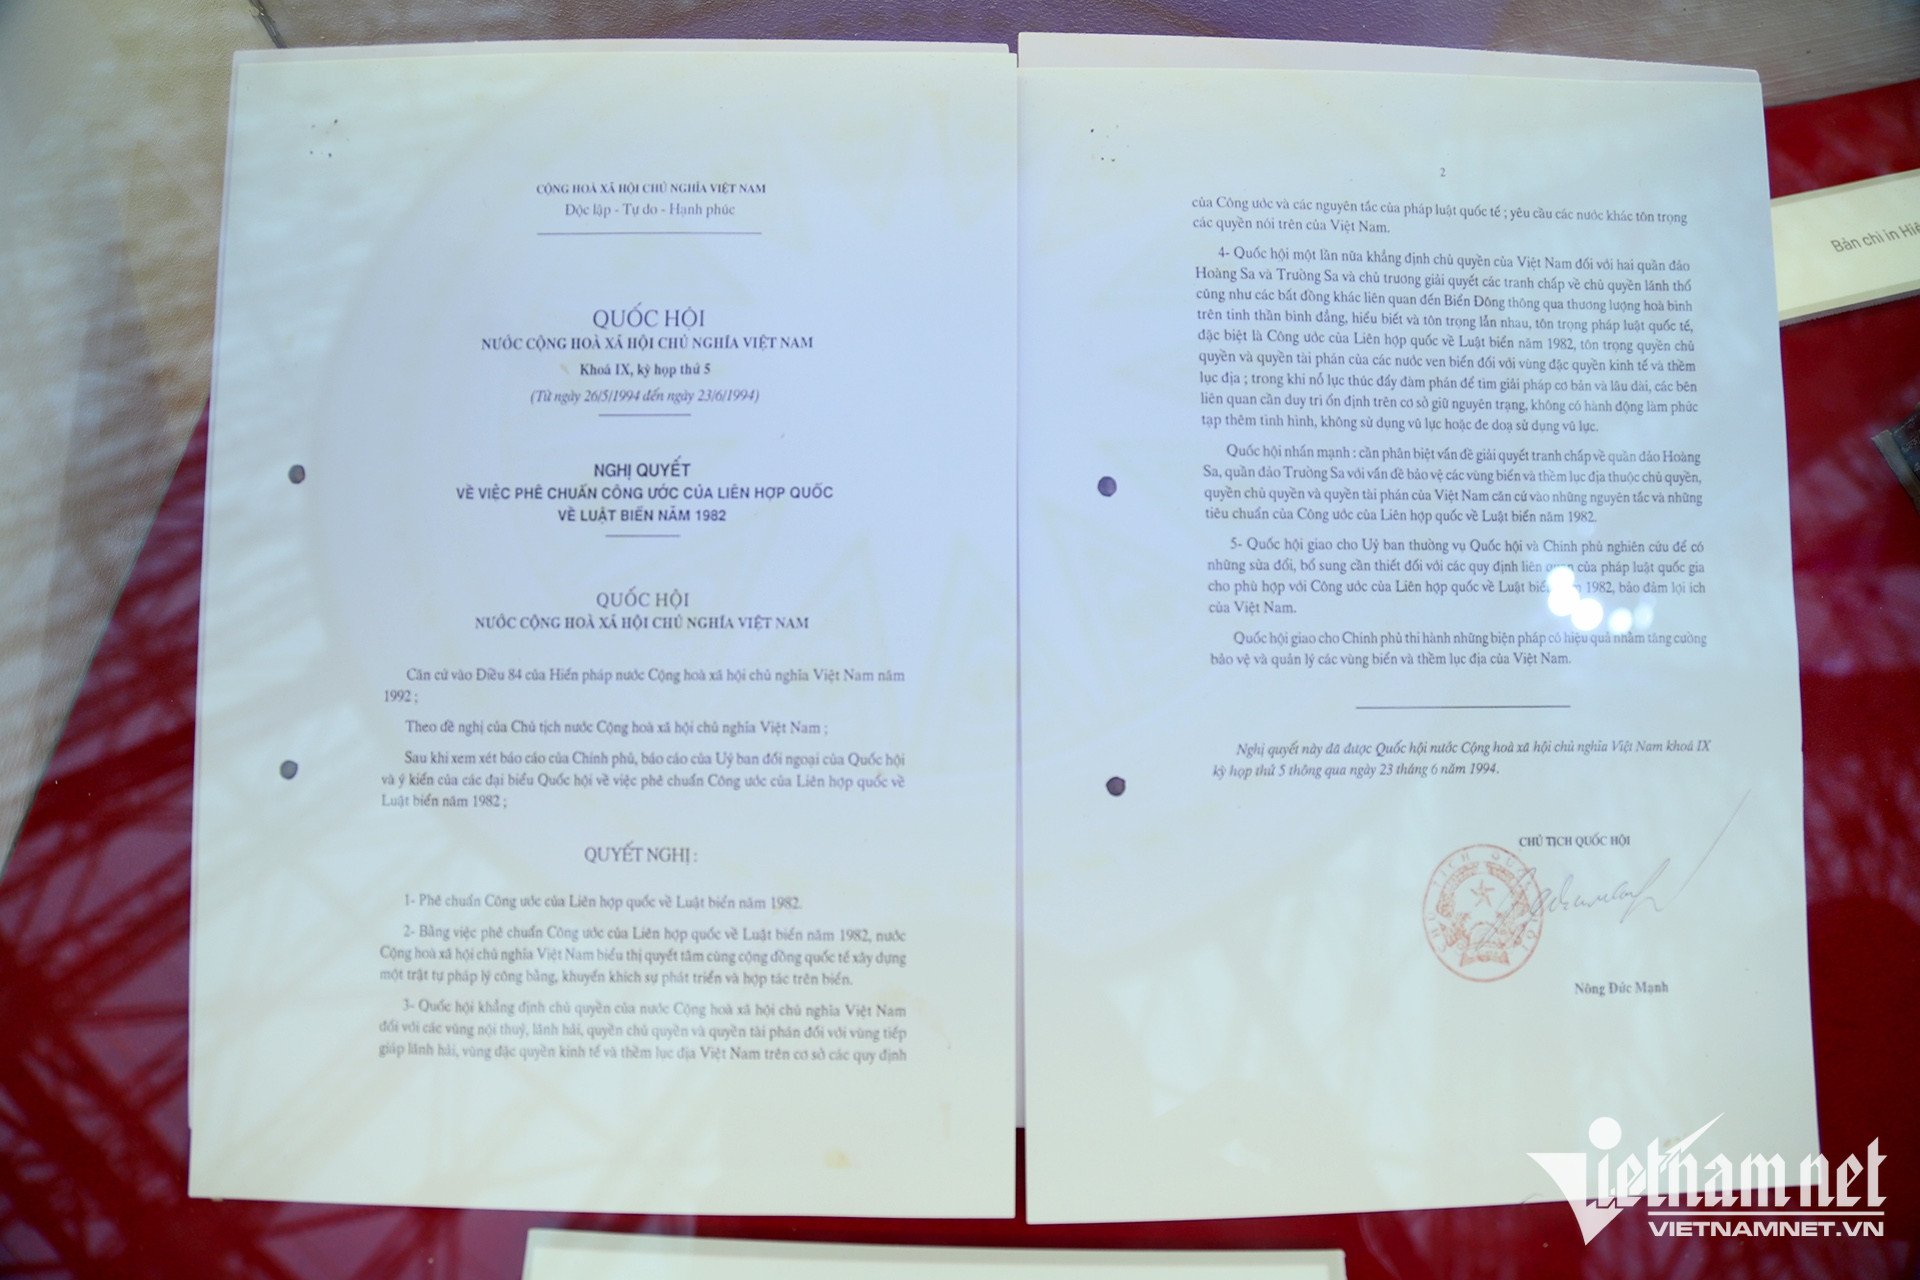 CỘNG HOÀ XÃ HỘI CHỦ NGHĨA VIỆT NAM
Độc lập - Tự do - Hạnh phúc
QUỐC HỘI
NƯỚC CỘNG HOÀ XÃ HỘI CHỦ NGHĨA VIỆT NAM
Khoá IX, kỳ họp thứ 5
(Từ ngày 26/5/1994 đến ngày 23/6/1994)
NGHỊ QUYẾT
VỀ VIỆC PHÊ CHUẨN CÔNG ƯỚC CỦA LIÊN HỢP QUỐC
VỀ LUẬT BIỂN NĂM 1982
QUỐC HỘI
NƯỚC CỘNG HOÀ XÃ HỘI CHỦ NGHĨA VIỆT NAM
Căn cứ vào Điều 84 của Hiến pháp nước Cộng hoà xã hội chủ nghĩa Việt Nam năm
1992 ;
Theo đề nghị của Chủ tịch nước Cộng hoà xã hội chủ nghĩa Việt Nam ;
Sau khi xem xét báo cáo của Chính phủ, báo cáo của Uỷ ban đối ngoại của Quốc hội
và ý kiến của các đại biểu Quốc hội về việc phê chuẩn Công ước của Liên hợp quốc về
Luật biển năm 1982 ;
QUYẾT NGHỊ :
1- Phê chuẩn Công ước của Liên hợp quốc về Luật biển năm 1982.
2- Bằng việc phê chuẩn Công ước của Liên hợp quốc về Luật biển năm 1982, nước
Cộng hoà xã hội chủ nghĩa Việt Nam biểu thị quyết tâm cùng cộng đồng quốc tế xây dựng
một trật tự pháp lý công bằng, khuyến khích sự phát triển và hợp tác trên biển.
3- Quốc hội khẳng định chủ quyền của nước Cộng hoà xã hội chủ nghĩa Việt Nam
đối với các vùng nội thuỷ, lãnh hải, quyền chủ quyền và quyền tài phán đối với vùng tiếp
giáp lãnh hải, vùng đặc quyền kinh tế và thềm lục địa Việt Nam trên cơ sở các quy định
2
của Công ước và các nguyên tắc của pháp luật quốc tế ; yêu cầu các nước khác tôn trọng
các quyền nói trên của Việt Nam.
4- Quốc hội một lần nữa khẳng định chủ quyền của Việt Nam đối với hai quần đảo
Hoàng Sa và Trường Sa và chủ trương giải quyết các tranh chấp về chủ quyền lãnh thổ
cũng như các bất đồng khác liên quan đến Biển Đông thông qua thương lượng hoà bình
trên tinh thần bình đẳng, hiểu biết và tôn trọng lẫn nhau, tôn trọng pháp luật quốc tế,
đặc biệt là Công ước của Liên hợp quốc về Luật biển năm 1982, tôn trọng quyền chủ
quyền và quyền tài phán của các nước ven biển đối với vùng đặc quyền kinh tế và thềm
lục địa ; trong khi nỗ lực thúc đẩy đàm phán để tìm giải pháp cơ bản và lâu dài, các bên
liên quan cần duy trì ổn định trên cơ sở giữ nguyên trạng, không có hành động làm phức
tạp thêm tình hình, không sử dụng vũ lực hoặc đe doạ sử dụng vũ lực.
Quốc hội nhấn mạnh : cần phân biệt vấn đề giải quyết tranh chấp về quần đảo Hoàng
Sa, quần đảo Trường Sa với vấn đề bảo vệ các vùng biển và thềm lục địa thuộc chủ quyền,
quyền chủ quyền và quyền tài phán của Việt Nam căn cứ vào những nguyên tắc và những
tiêu chuẩn của Công ước của Liên hợp quốc về Luật biển năm 1982.
5- Quốc hội giao cho Uỷ ban thường vụ Quốc hội và Chính phủ nghiên cứu để có
những sửa đổi, bổ sung cần thiết đối với các quy định liên quan của pháp luật quốc gia
cho phù hợp với Công ước của Liên hợp quốc về Luật 1982, bảo đảm lợi ích
của Việt Nam.
Quốc hội giao cho Chính phủ thi hành những biện pháp có hiệu quả nhằm tăng cường
bảo vệ và quản lý các vùng biển và thềm lục địa của Việt Nam.
Nghị quyết này đã được Quốc hội nước Cộng hoà xã hội chủ nghĩa Việt Nam khoá IX
kỳ họp thứ 5 thông qua ngày 23 tháng 6 năm 1994.
CHỦ TỊCH QUỐC HỘI
CHỦ TỊCH QUỐC HỘI
Nông Đức Mạnh
Bản chì in
Vietnamnet
VIETNAMNET.VN